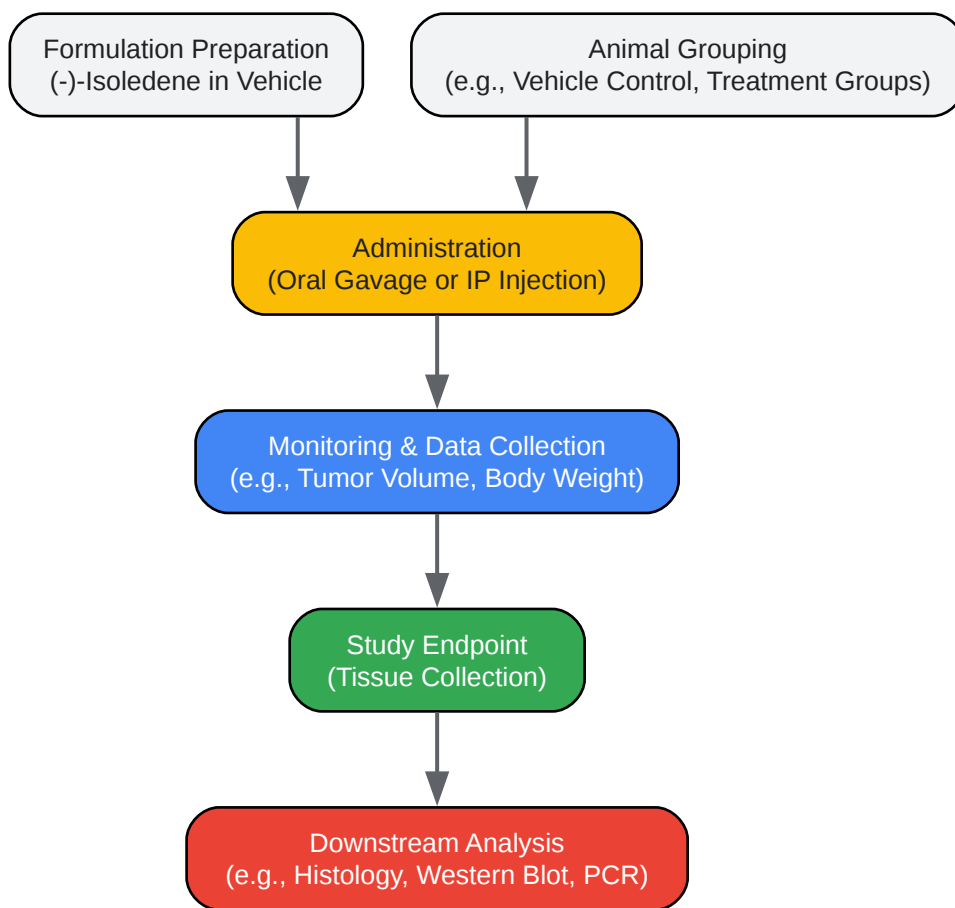 Formulation Preparation
(-)-Isoledene in Vehicle
Animal Grouping
(e.g., Vehicle Control, Treatment Groups)
Administration
(Oral Gavage or IP Injection)
Monitoring & Data Collection
(e.g., Tumor Volume, Body Weight)
Study Endpoint
(Tissue Collection)
Downstream Analysis
(e.g., Histology, Western Blot, PCR)